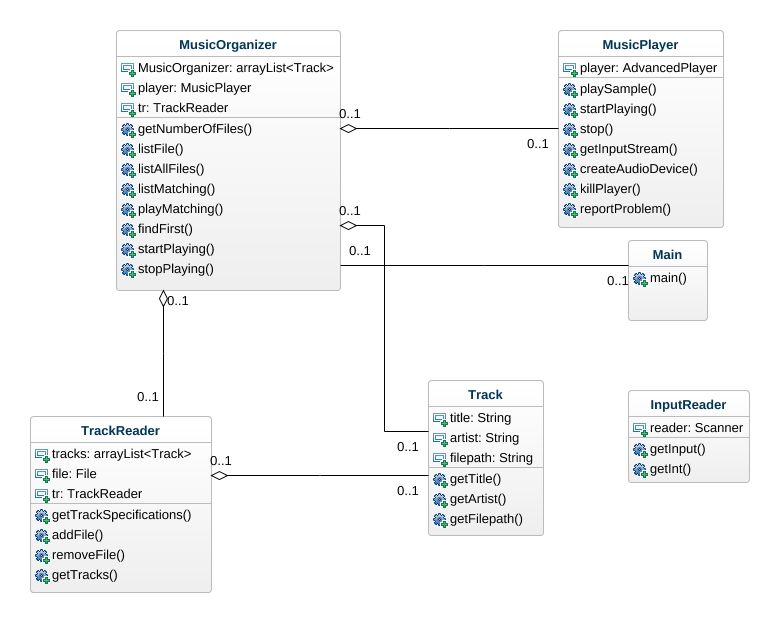 MusicOrganizer
MusicOrganizer: arrayList<Track>
player: MusicPlayer
tr: TrackReader
getNumberOfFiles()
listFile()
listAllFiles()
listMatching()
playMatching()
findFirst()
startPlaying()
stopPlaying()
0..1
0..1
MusicPlayer
player: AdvancedPlayer
playSample()
startPlaying()
stop()
getInputStream()
createAudioDevice()
killPlayer()
reportProblem()
0..1
0..1
0..1
0..1
Main
main()
0..1
0..1
TrackReader
tracks: arrayList<Track>
file: File
tr: TrackReader
getTrackSpecifications()
addFile()
removeFile()
getTracks()
0..1
0..1
Track
title: String
artist: String
filepath: String
getTitle()
getArtist()
getFilepath()
InputReader
reader: Scanner
getInput()
getInt()